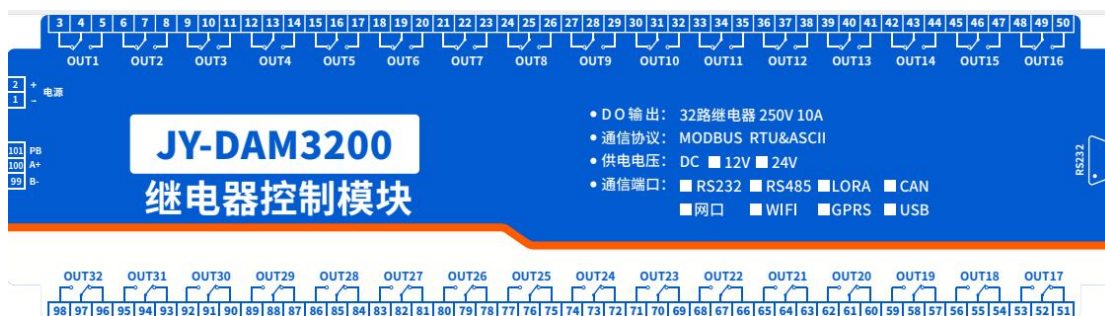 3 4 5 6 7 8 9 10 11 12 13 14 15 16 17 18 19 20 21 22 23 24 25 26 27 28 29 30 31 32 33 34 35 36 37 38 39 40 41 42 43 44 45 46 47 48 49 50
OUT1 OUT2 OUT3 OUT4 OUT5 OUT6 OUT7 OUT8 OUT9 OUT10 OUT11 OUT12 OUT13 OUT14 OUT15 OUT16
2 +
1 -
电源
101 PB
100 A+
99 B-
JY-DAM3200
继电器控制模块
• DO输出: 32路继电器 250V 10A
• 通信协议: MODBUS RTU&ASCII
• 供电电压: DC ■ 12V ■ 24V
• 通信端口: ■ RS232 ■ RS485 ■ LORA ■ CAN
■ 网口 ■ WIFI ■ GPRS ■ USB
RS232
OUT32 OUT31 OUT30 OUT29 OUT28 OUT27 OUT26 OUT25 OUT24 OUT23 OUT22 OUT21 OUT20 OUT19 OUT18 OUT17
98 97 96 95 94 93 92 91 90 89 88 87 86 85 84 83 82 81 80 79 78 77 76 75 74 73 72 71 70 69 68 67 66 65 64 63 62 61 60 59 58 57 56 55 54 53 52 51